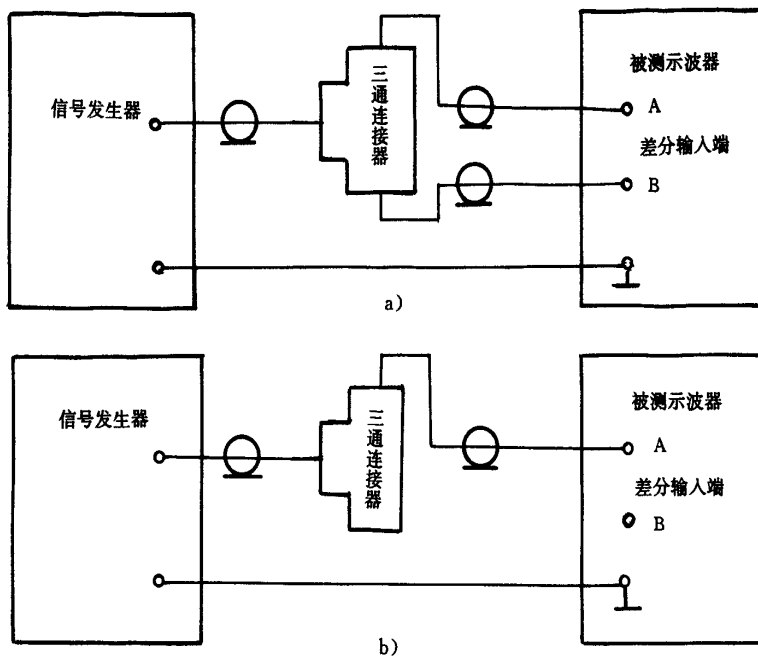 信号发生器
三通连接器
被测示波器
A
差分输入端
B
a)
信号发生器
三通连接器
被测示波器
A
差分输入端
B
b)